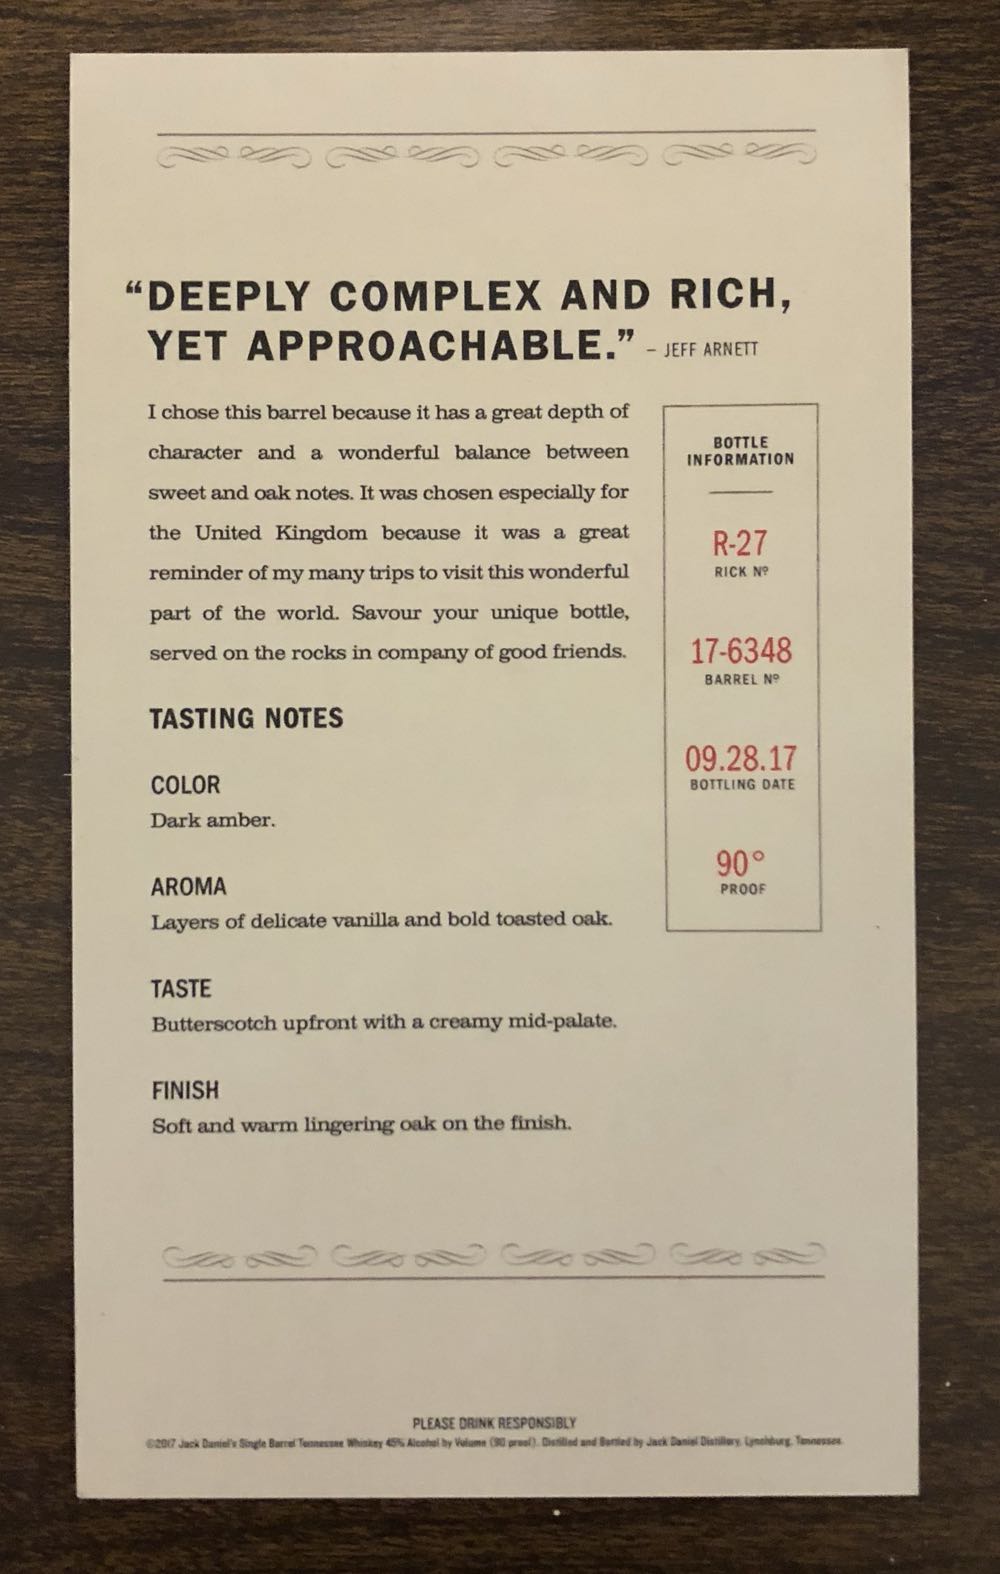 “DEEPLY COMPLEX AND RICH,
YET APPROACHABLE.” – JEFF ARNETT
I chose this barrel because it has a great depth of
character and a wonderful balance between
sweet and oak notes. It was chosen especially for
the United Kingdom because it was a great
reminder of my many trips to visit this wonderful
part of the world. Savour your unique bottle,
served on the rocks in company of good friends.
BOTTLE
INFORMATION
R-27
RICK Nº
17-6348
BARREL Nº
09.28.17
BOTTLING DATE
90°
PROOF
TASTING NOTES
COLOR
Dark amber.
AROMA
Layers of delicate vanilla and bold toasted oak.
TASTE
Butterscotch upfront with a creamy mid-palate.
FINISH
Soft and warm lingering oak on the finish.
PLEASE DRINK RESPONSIBLY
©2017 Jack Daniel's Single Barrel Tennessee Whiskey 45% Alcohol by Volume (90 proof). Distilled and Bottled by Jack Daniel Distillery, Lynchburg, Tennessee.